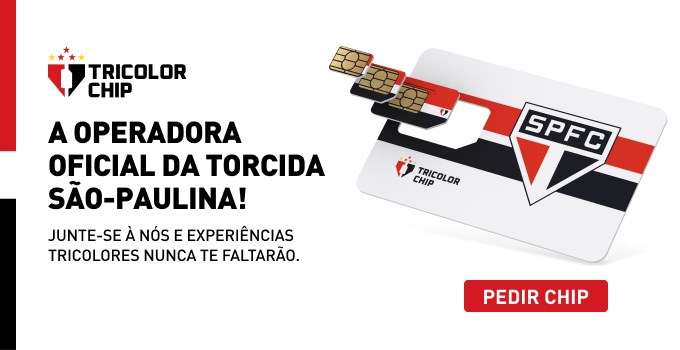 TRICOLOR
CHIP
A OPERADORA
OFICIAL DA TORCIDA
SÃO-PAULINA!
JUNTE-SE À NÓS E EXPERIÊNCIAS
TRICOLORES NUNCA TE FALTARÃO.
SPFC
TRICOLOR
CHIP
PEDIR CHIP